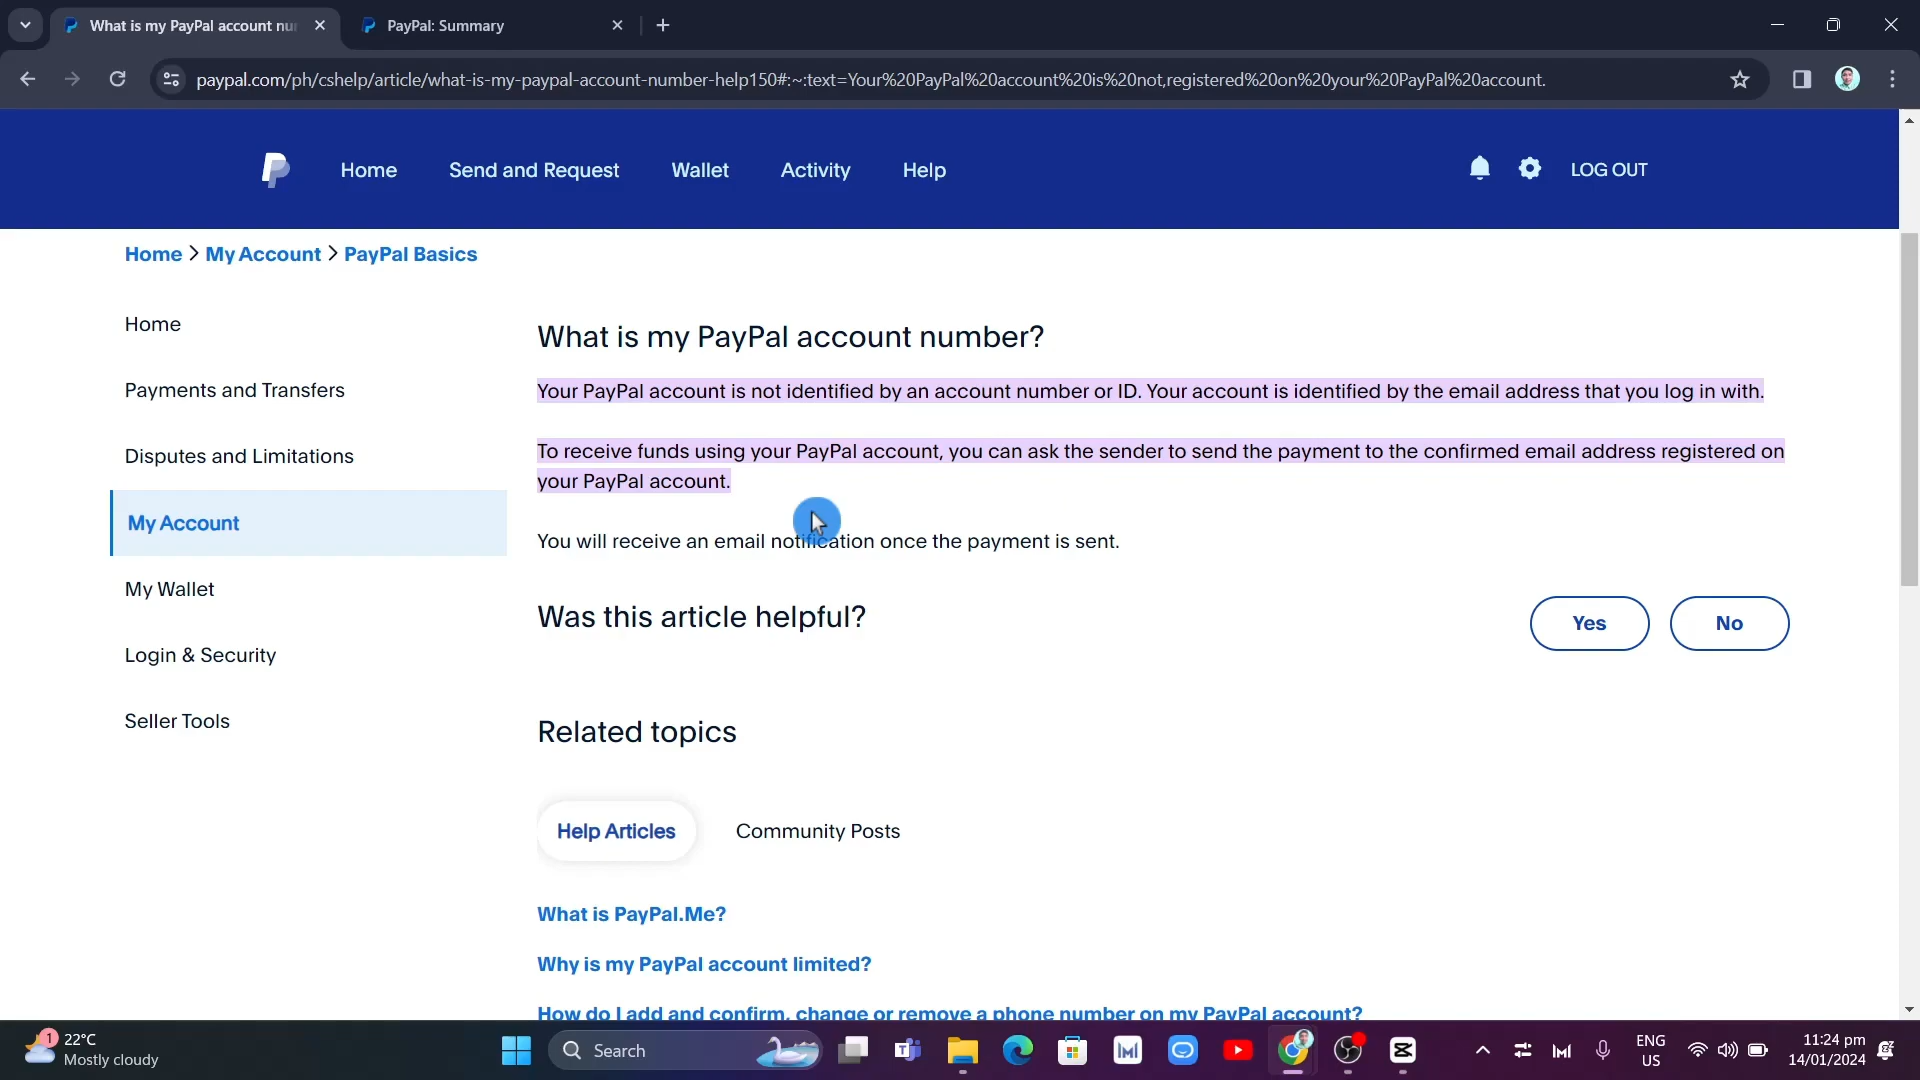 What is my PayPal account nu
PayPal: Summary
paypal.com/ph/cshelp/article/what-is-my-paypal-account-number-help150#:~:text=Your%20PayPal%20account%20is%20not,registered%20on%20your%20PayPal%20account.
Home
Send and Request
Wallet
Activity
Help
LOG OUT
Home > My Account > PayPal Basics
Home
Payments and Transfers
Disputes and Limitations
My Account
My Wallet
Login & Security
Seller Tools
What is my PayPal account number?
Your PayPal account is not identified by an account number or ID. Your account is identified by the email address that you log in with.
To receive funds using your PayPal account, you can ask the sender to send the payment to the confirmed email address registered on
your PayPal account.
You will receive an email notification once the payment is sent.
Was this article helpful?
Yes
No
Related topics
Help Articles
Community Posts
What is PayPal.Me?
Why is my PayPal account limited?
How do I add and confirm, change or remove a phone number on my PayPal account?
1
22°C
Mostly cloudy
Search
ENG
US
11:24 pm
14/01/2024